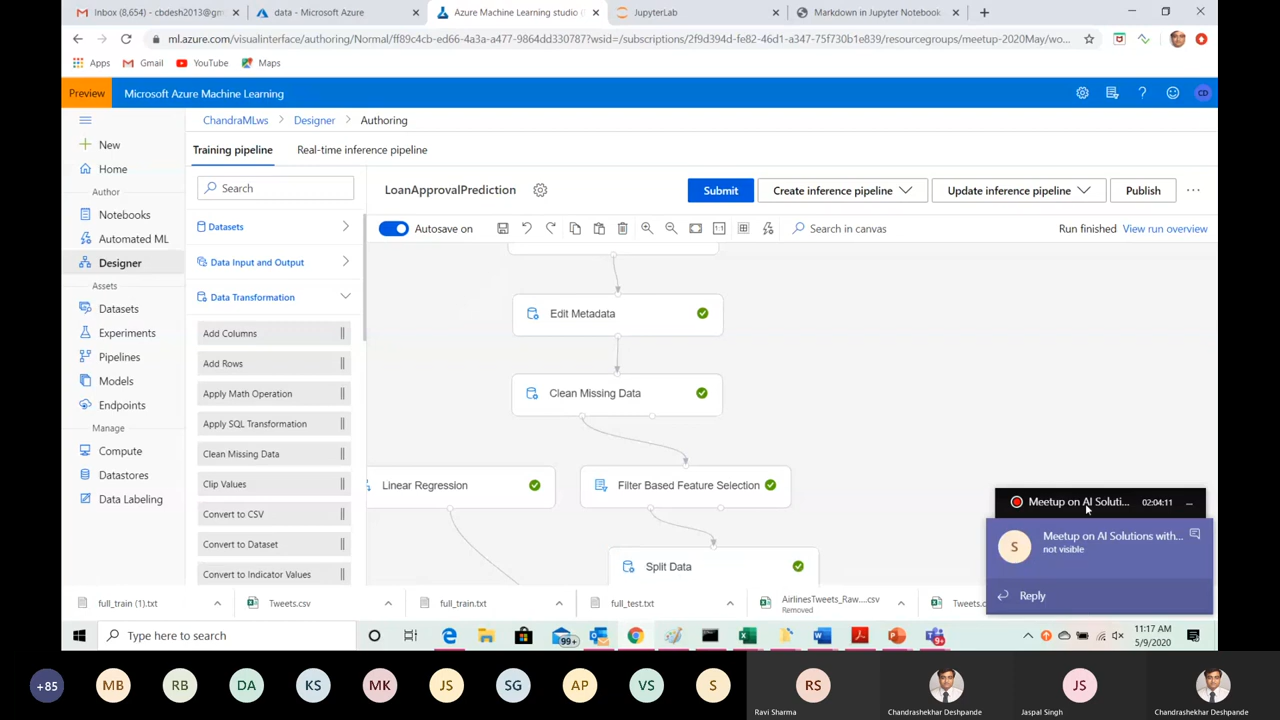 Inbox (8,654) - cbdesh2013@gm
data - Microsoft Azure
Azure Machine Learning studio (
JupyterLab
Markdown in Jupyter Notebook
ml.azure.com/visualinterface/authoring/Normal/ff89c4cb-ed66-4a3a-a477-9864dd330787?wsid=/subscriptions/2f9d394d-fe82-46d1-a347-75f730b1e839/resourcegroups/meetup-2020May/wo...
Apps
Gmail
YouTube
Maps
Preview
Microsoft Azure Machine Learning
CD
New
Home
Author
Notebooks
Automated ML
Designer
Assets
Datasets
Experiments
Pipelines
Models
Endpoints
Manage
Compute
Datastores
Data Labeling
ChandraMLws > Designer > Authoring
Training pipeline
Real-time inference pipeline
Search
Datasets
Data Input and Output
Data Transformation
Add Columns
Add Rows
Apply Math Operation
Apply SQL Transformation
Clean Missing Data
Clip Values
Convert to CSV
Convert to Dataset
Convert to Indicator Values
LoanApprovalPrediction
Submit
Create inference pipeline
Update inference pipeline
Publish
Autosave on
1:1
Search in canvas
Run finished
View run overview
Edit Metadata
Clean Missing Data
Linear Regression
Filter Based Feature Selection
Split Data
Meetup on AI Soluti...
02:04:11
S
Meetup on AI Solutions with...
not visible
Reply
full_train (1).txt
Tweets.csv
full_train.txt
full_test.txt
AirlinesTweets_Raw....csv
Removed
Tweets.c
Type here to search
99+
9+
11:17 AM
5/9/2020
+85
MB
RB
DA
KS
MK
JS
SG
AP
VS
S
RS
Ravi Sharma
Chandrashekhar Deshpande
JS
Jaspal Singh
Chandrashekhar Deshpande